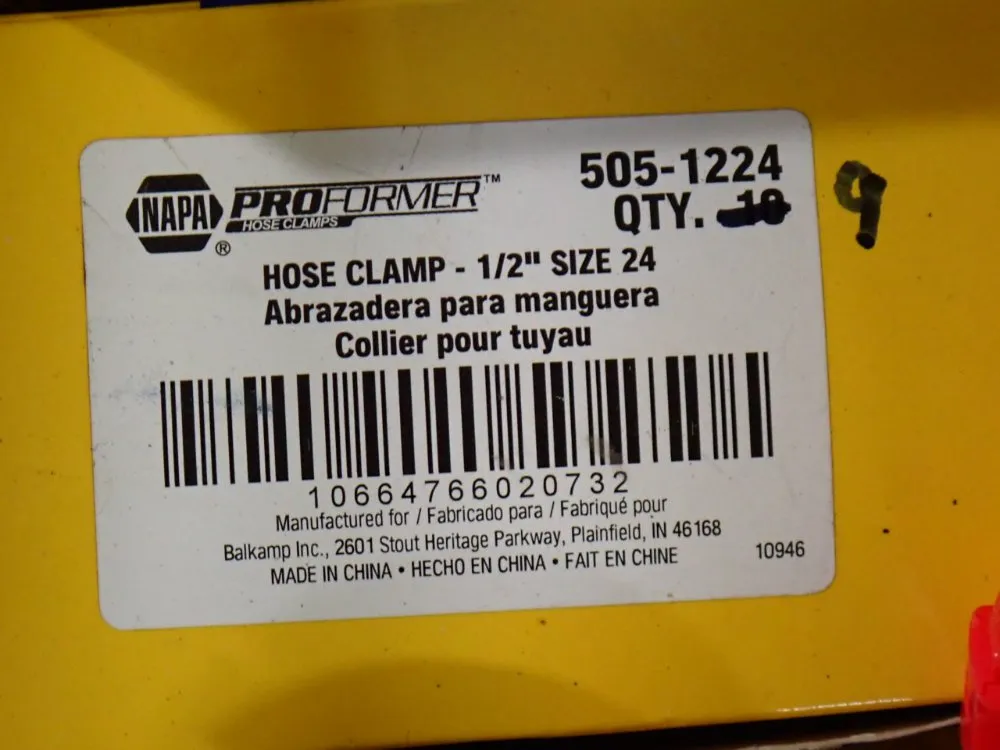 NAPA
®
PROFORMER™
HOSE CLAMPS
505-1224
QTY. 10
9
HOSE CLAMP - 1/2" SIZE 24
Abrazadera para manguera
Collier pour tuyau
10664766020732
Manufactured for / Fabricado para / Fabriqué pour
Balkamp Inc., 2601 Stout Heritage Parkway, Plainfield, IN 46168
MADE IN CHINA • HECHO EN CHINA • FAIT EN CHINE
10946